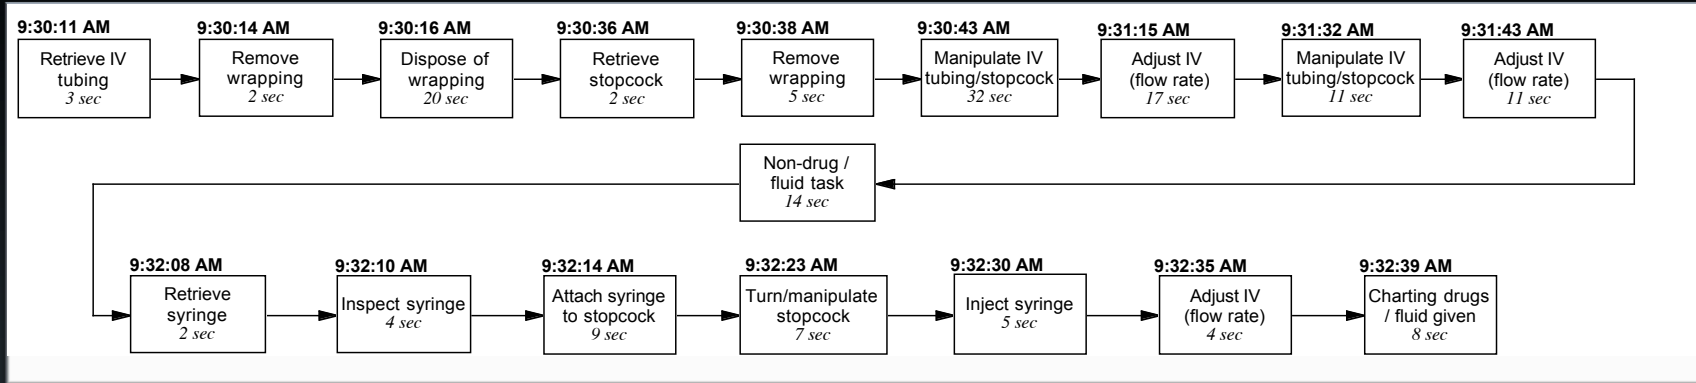 9:30:11 AM
Retrieve IV
tubing
3 sec
9:30:14 AM
Remove
wrapping
2 sec
9:30:16 AM
Dispose of
wrapping
20 sec
9:30:36 AM
Retrieve
stopcock
2 sec
9:30:38 AM
Remove
wrapping
5 sec
9:30:43 AM
Manipulate IV
tubing/stopcock
32 sec
9:31:15 AM
Adjust IV
(flow rate)
17 sec
9:31:32 AM
Manipulate IV
tubing/stopcock
11 sec
9:31:43 AM
Adjust IV
(flow rate)
11 sec
Non-drug /
fluid task
14 sec
9:32:08 AM
Retrieve
syringe
2 sec
9:32:10 AM
Inspect syringe
4 sec
9:32:14 AM
Attach syringe
to stopcock
9 sec
9:32:23 AM
Turn/manipulate
stopcock
7 sec
9:32:30 AM
Inject syringe
5 sec
9:32:35 AM
Adjust IV
(flow rate)
4 sec
9:32:39 AM
Charting drugs
/ fluid given
8 sec